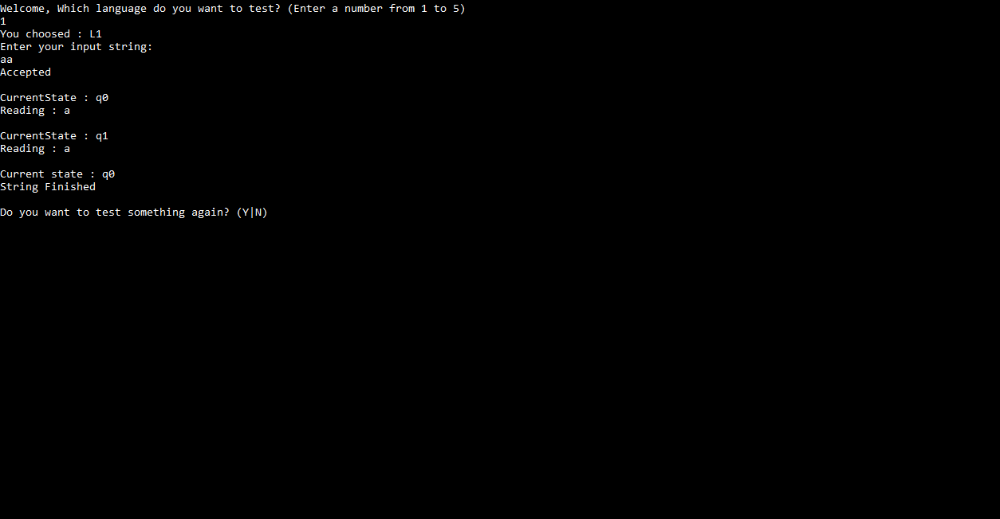 Welcome, Which language do you want to test? (Enter a number from 1 to 5)
1
You choosed : L1
Enter your input string:
aa
Accepted
CurrentState : q0
Reading : a
CurrentState : q1
Reading : a
Current state : q0
String Finished
Do you want to test something again? (Y|N)